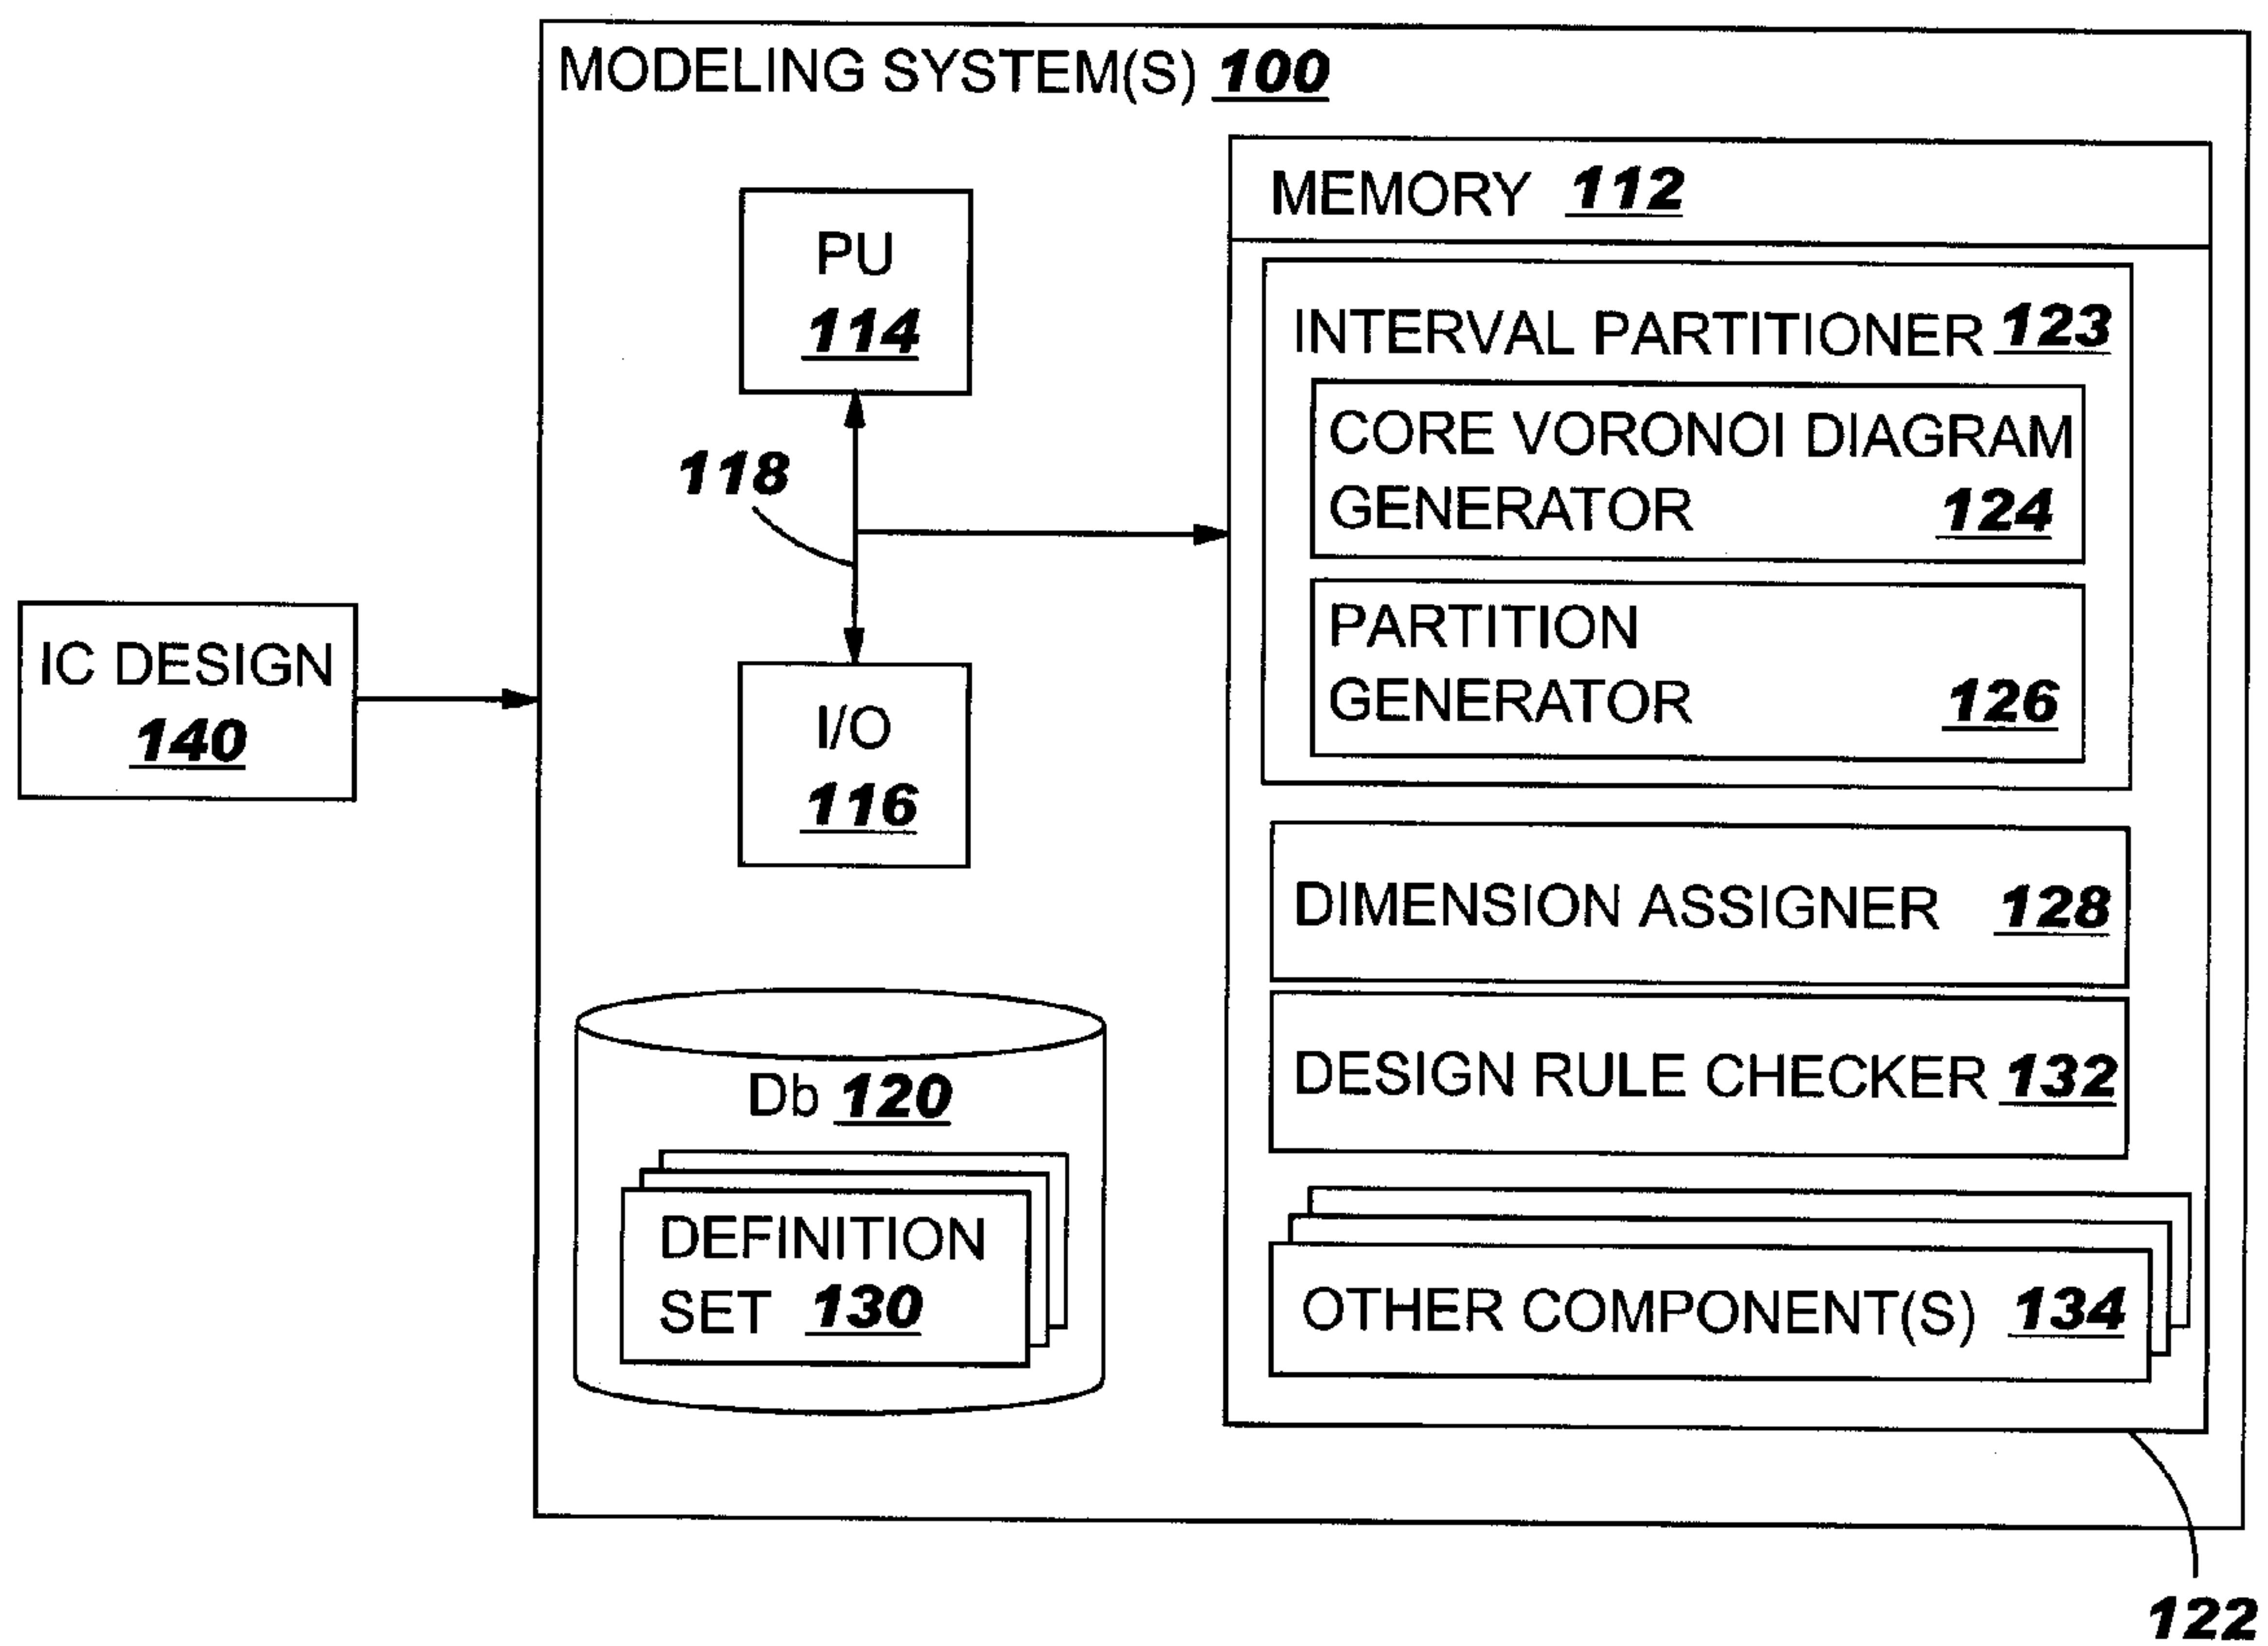 MODELING SYSTEM(S) 100
MEMORY 112
PU
114
INTERVAL PARTITIONER 123
CORE VORONOI DIAGRAM
GENERATOR 124
118
PARTITION
GENERATOR 126
IC DESIGN
140
I/O
116
DIMENSION ASSIGNER 128
DESIGN RULE CHECKER 132
Db 120
DEFINITION
SET 130
OTHER COMPONENT(S) 134
122